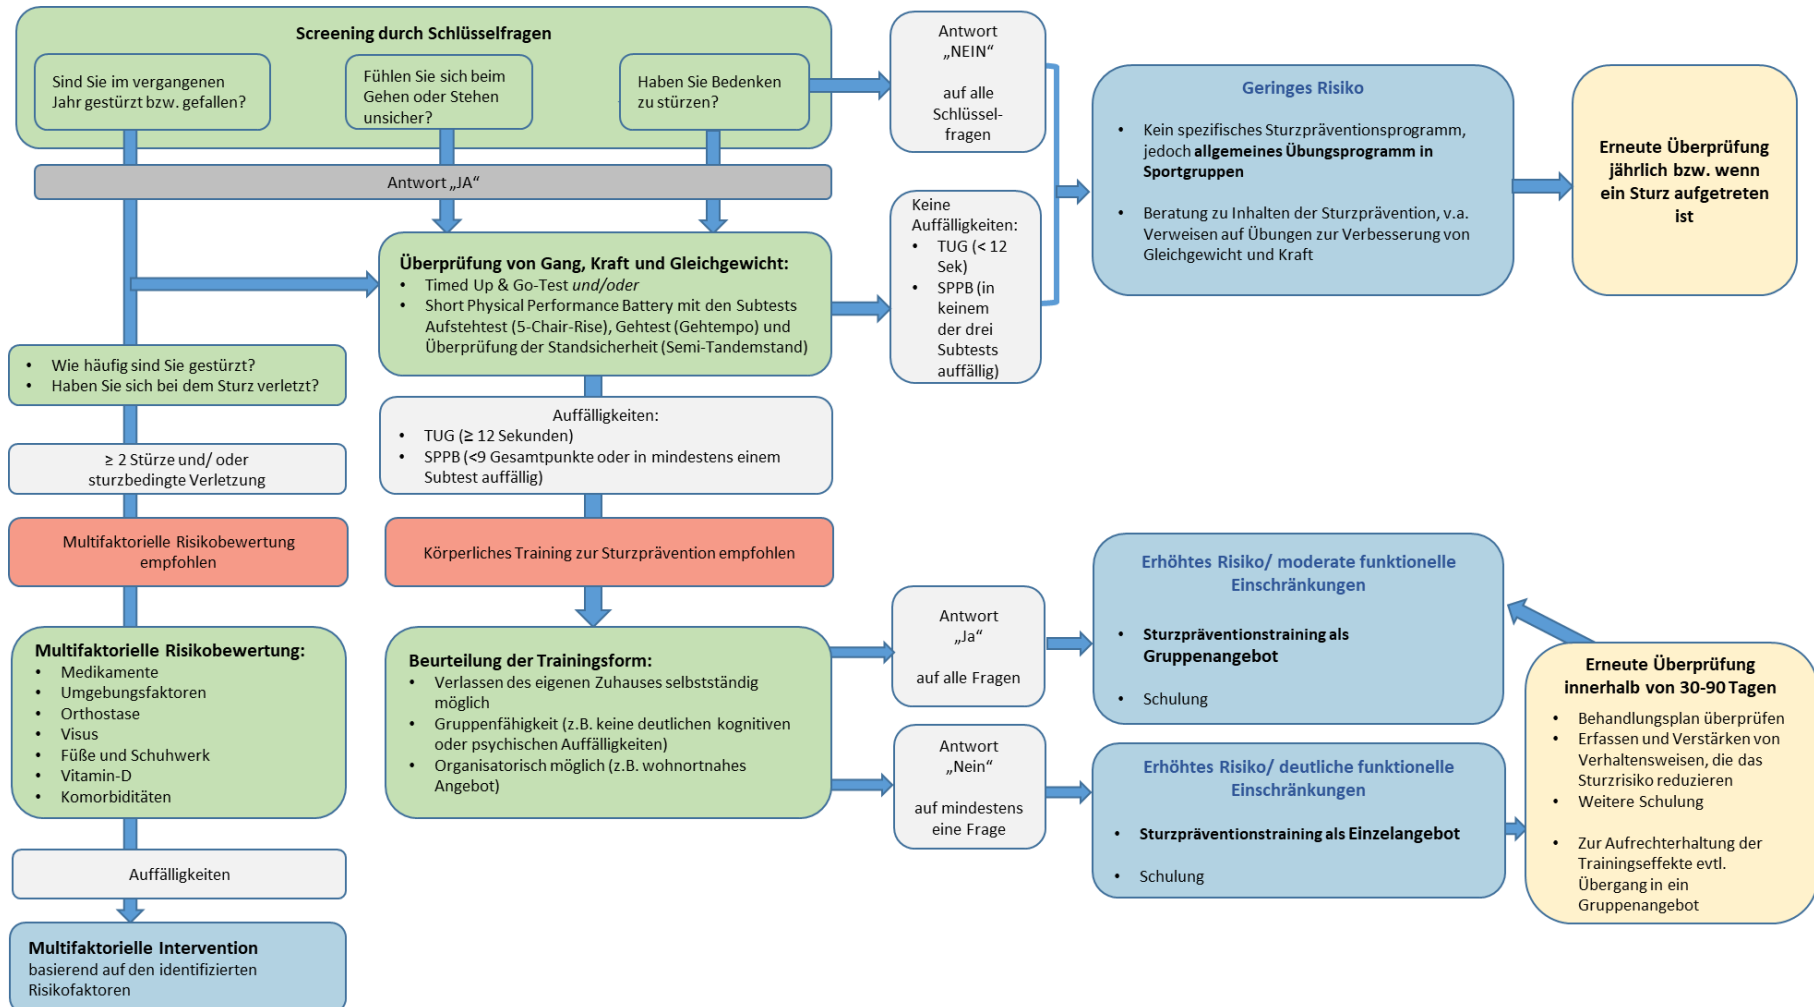 Screening durch Schlüsselfragen
Sind Sie im vergangenen
Jahr gestürzt bzw. gefallen?
Fühlen Sie sich beim
Gehen oder Stehen
unsicher?
Haben Sie Bedenken
zu stürzen?
Antwort
„NEIN“
auf alle
Schlüssel-
fragen
Antwort „JA“
Geringes Risiko
• Kein spezifisches Sturzpräventionsprogramm,
jedoch allgemeines Übungsprogramm in
Sportgruppen
• Beratung zu Inhalten der Sturzprävention, v.a.
Verweisen auf Übungen zur Verbesserung von
Gleichgewicht und Kraft
Erneute Überprüfung
jährlich bzw. wenn
ein Sturz aufgetreten
ist
Überprüfung von Gang, Kraft und Gleichgewicht:
• Timed Up & Go-Test und/oder
• Short Physical Performance Battery mit den Subtests
Aufstehtest (5-Chair-Rise), Gehtest (Gehtempo) und
Überprüfung der Standsicherheit (Semi-Tandemstand)
Keine
Auffälligkeiten:
• TUG (< 12
Sek)
• SPPB (in
keinem
der drei
Subtests
auffällig)
• Wie häufig sind Sie gestürzt?
• Haben Sie sich bei dem Sturz verletzt?
Auffälligkeiten:
• TUG (≥ 12 Sekunden)
• SPPB (<9 Gesamtpunkte oder in mindestens einem
Subtest auffällig)
≥ 2 Stürze und/ oder
sturzbedingte Verletzung
Multifaktorielle Risikobewertung
empfohlen
Körperliches Training zur Sturzprävention empfohlen
Multifaktorielle Risikobewertung:
• Medikamente
• Umgebungsfaktoren
• Orthostase
• Visus
• Füße und Schuhwerk
• Vitamin-D
• Komorbiditäten
Beurteilung der Trainingsform:
• Verlassen des eigenen Zuhauses selbstständig
möglich
• Gruppenfähigkeit (z.B. keine deutlichen kognitiven
oder psychischen Auffälligkeiten)
• Organisatorisch möglich (z.B. wohnortnahes
Angebot)
Antwort
„Ja“
auf alle Fragen
Erhöhtes Risiko/ moderate funktionelle
Einschränkungen
• Sturzpräventionstraining als
Gruppenangebot
• Schulung
Antwort
„Nein“
auf mindestens
eine Frage
Erhöhtes Risiko/ deutliche funktionelle
Einschränkungen
• Sturzpräventionstraining als Einzelangebot
• Schulung
Erneute Überprüfung
innerhalb von 30-90 Tagen
• Behandlungsplan überprüfen
• Erfassen und Verstärken von
Verhaltensweisen, die das
Sturzrisiko reduzieren
• Weitere Schulung
• Zur Aufrechterhaltung der
Trainingseffekte evtl.
Übergang in ein
Gruppenangebot
Auffälligkeiten
Multifaktorielle Intervention
basierend auf den identifizierten
Risikofaktoren